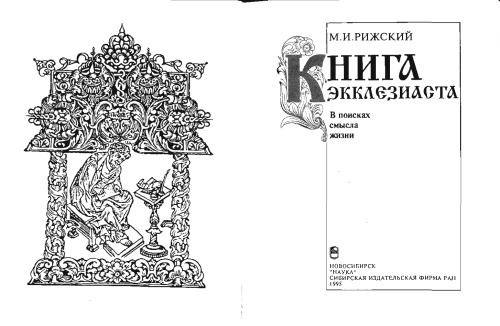 М.И.РИЖСКИЙ
КНИГА
ЭККЛЕЗИАСТА
В поисках
смысла
жизни
НОВОСИБИРСК
"НАУКА"
СИБИРСКАЯ ИЗДАТЕЛЬСКАЯ ФИРМА РАН
1995